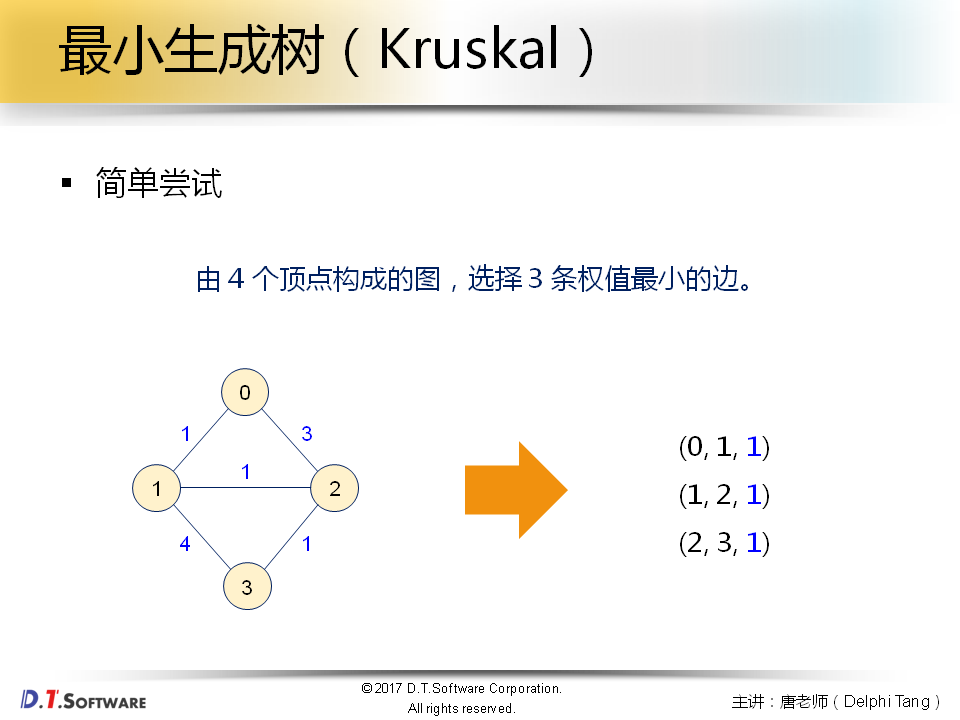 最小生成树（Kruskal）
▪ 简单尝试
由 4 个顶点构成的图，选择 3 条权值最小的边。
0
1 3
1
1 2
4 1
3
(0, 1, 1)
(1, 2, 1)
(2, 3, 1)
D.T.SOFTWARE
©2017 D.T.Software Corporation.
All rights reserved.
主讲：唐老师（Delphi Tang）